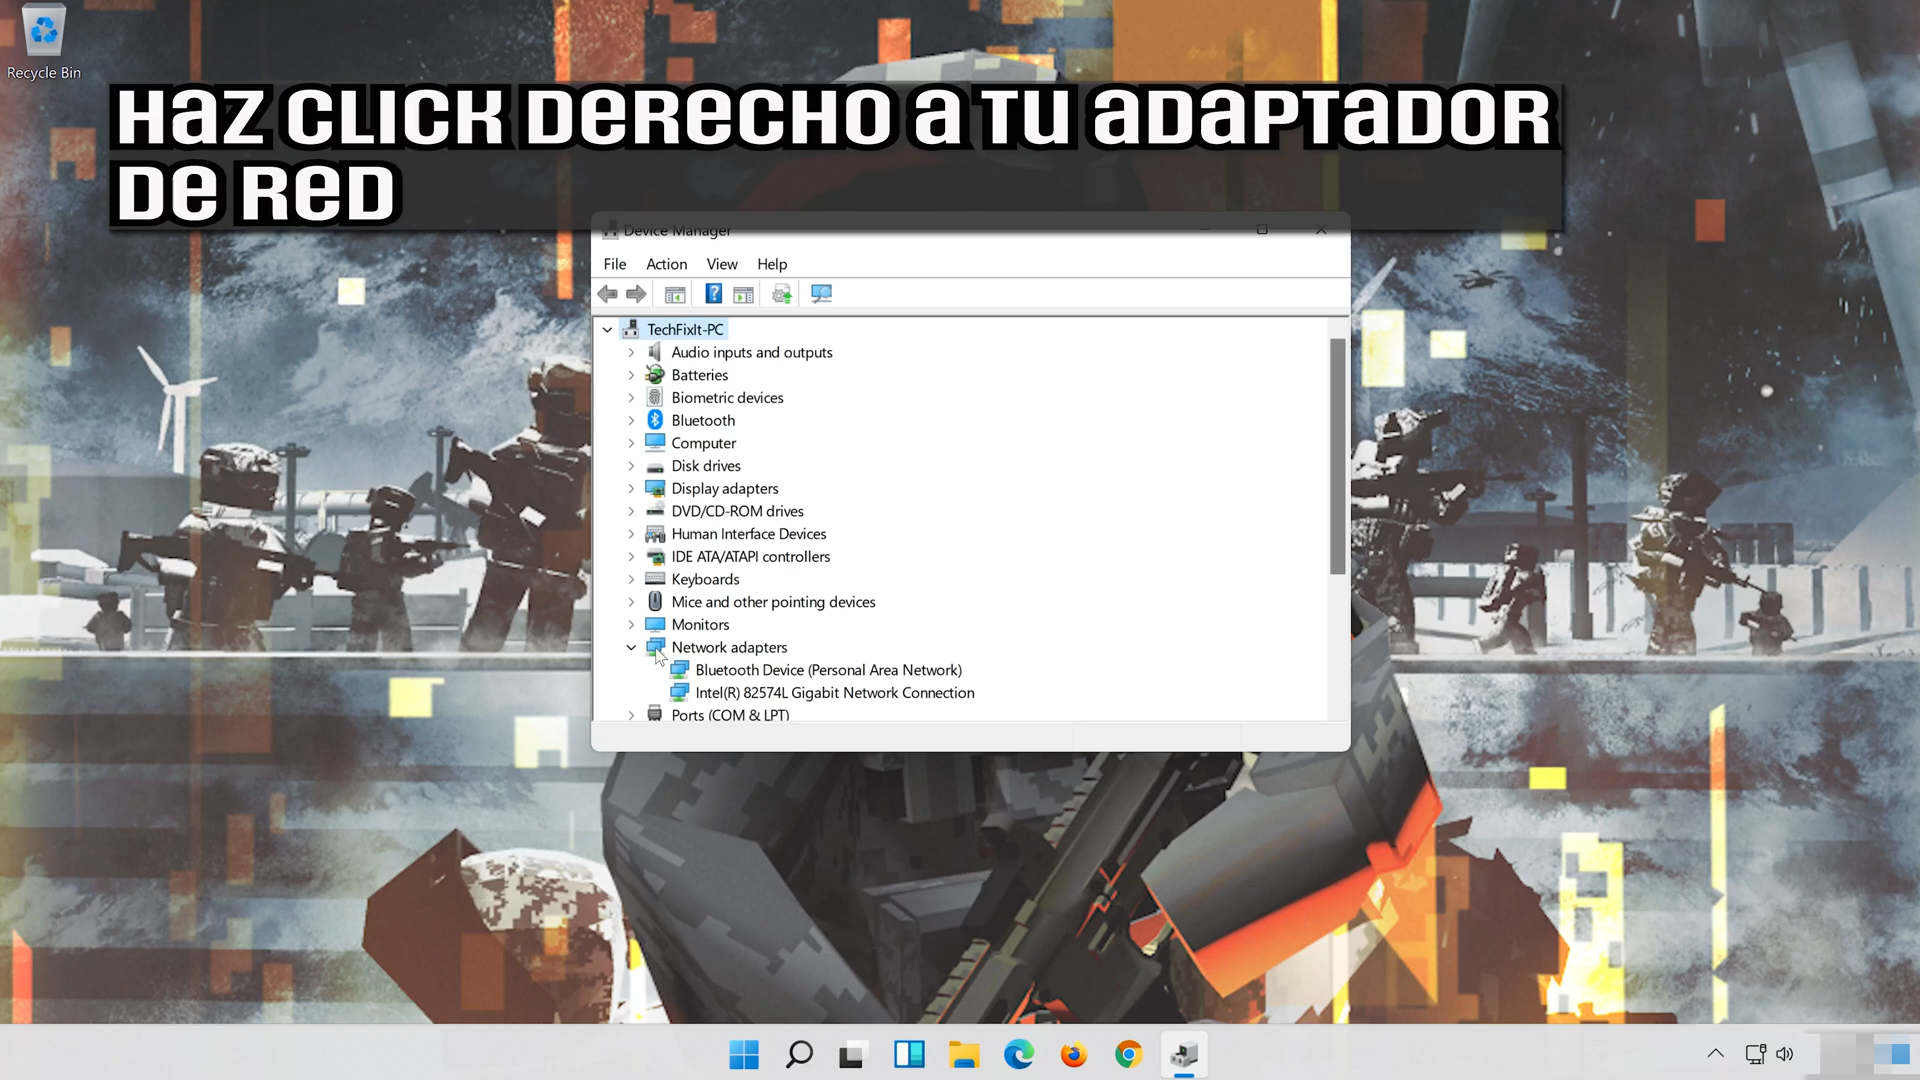 Recycle Bin
Haz click derecho a tu adaptador
de red
Device Manager
File Action View Help
TechFixIt-PC
Audio inputs and outputs
Batteries
Biometric devices
Bluetooth
Computer
Disk drives
Display adapters
DVD/CD-ROM drives
Human Interface Devices
IDE ATA/ATAPI controllers
Keyboards
Mice and other pointing devices
Monitors
Network adapters
Bluetooth Device (Personal Area Network)
Intel(R) 82574L Gigabit Network Connection
Ports (COM & LPT)